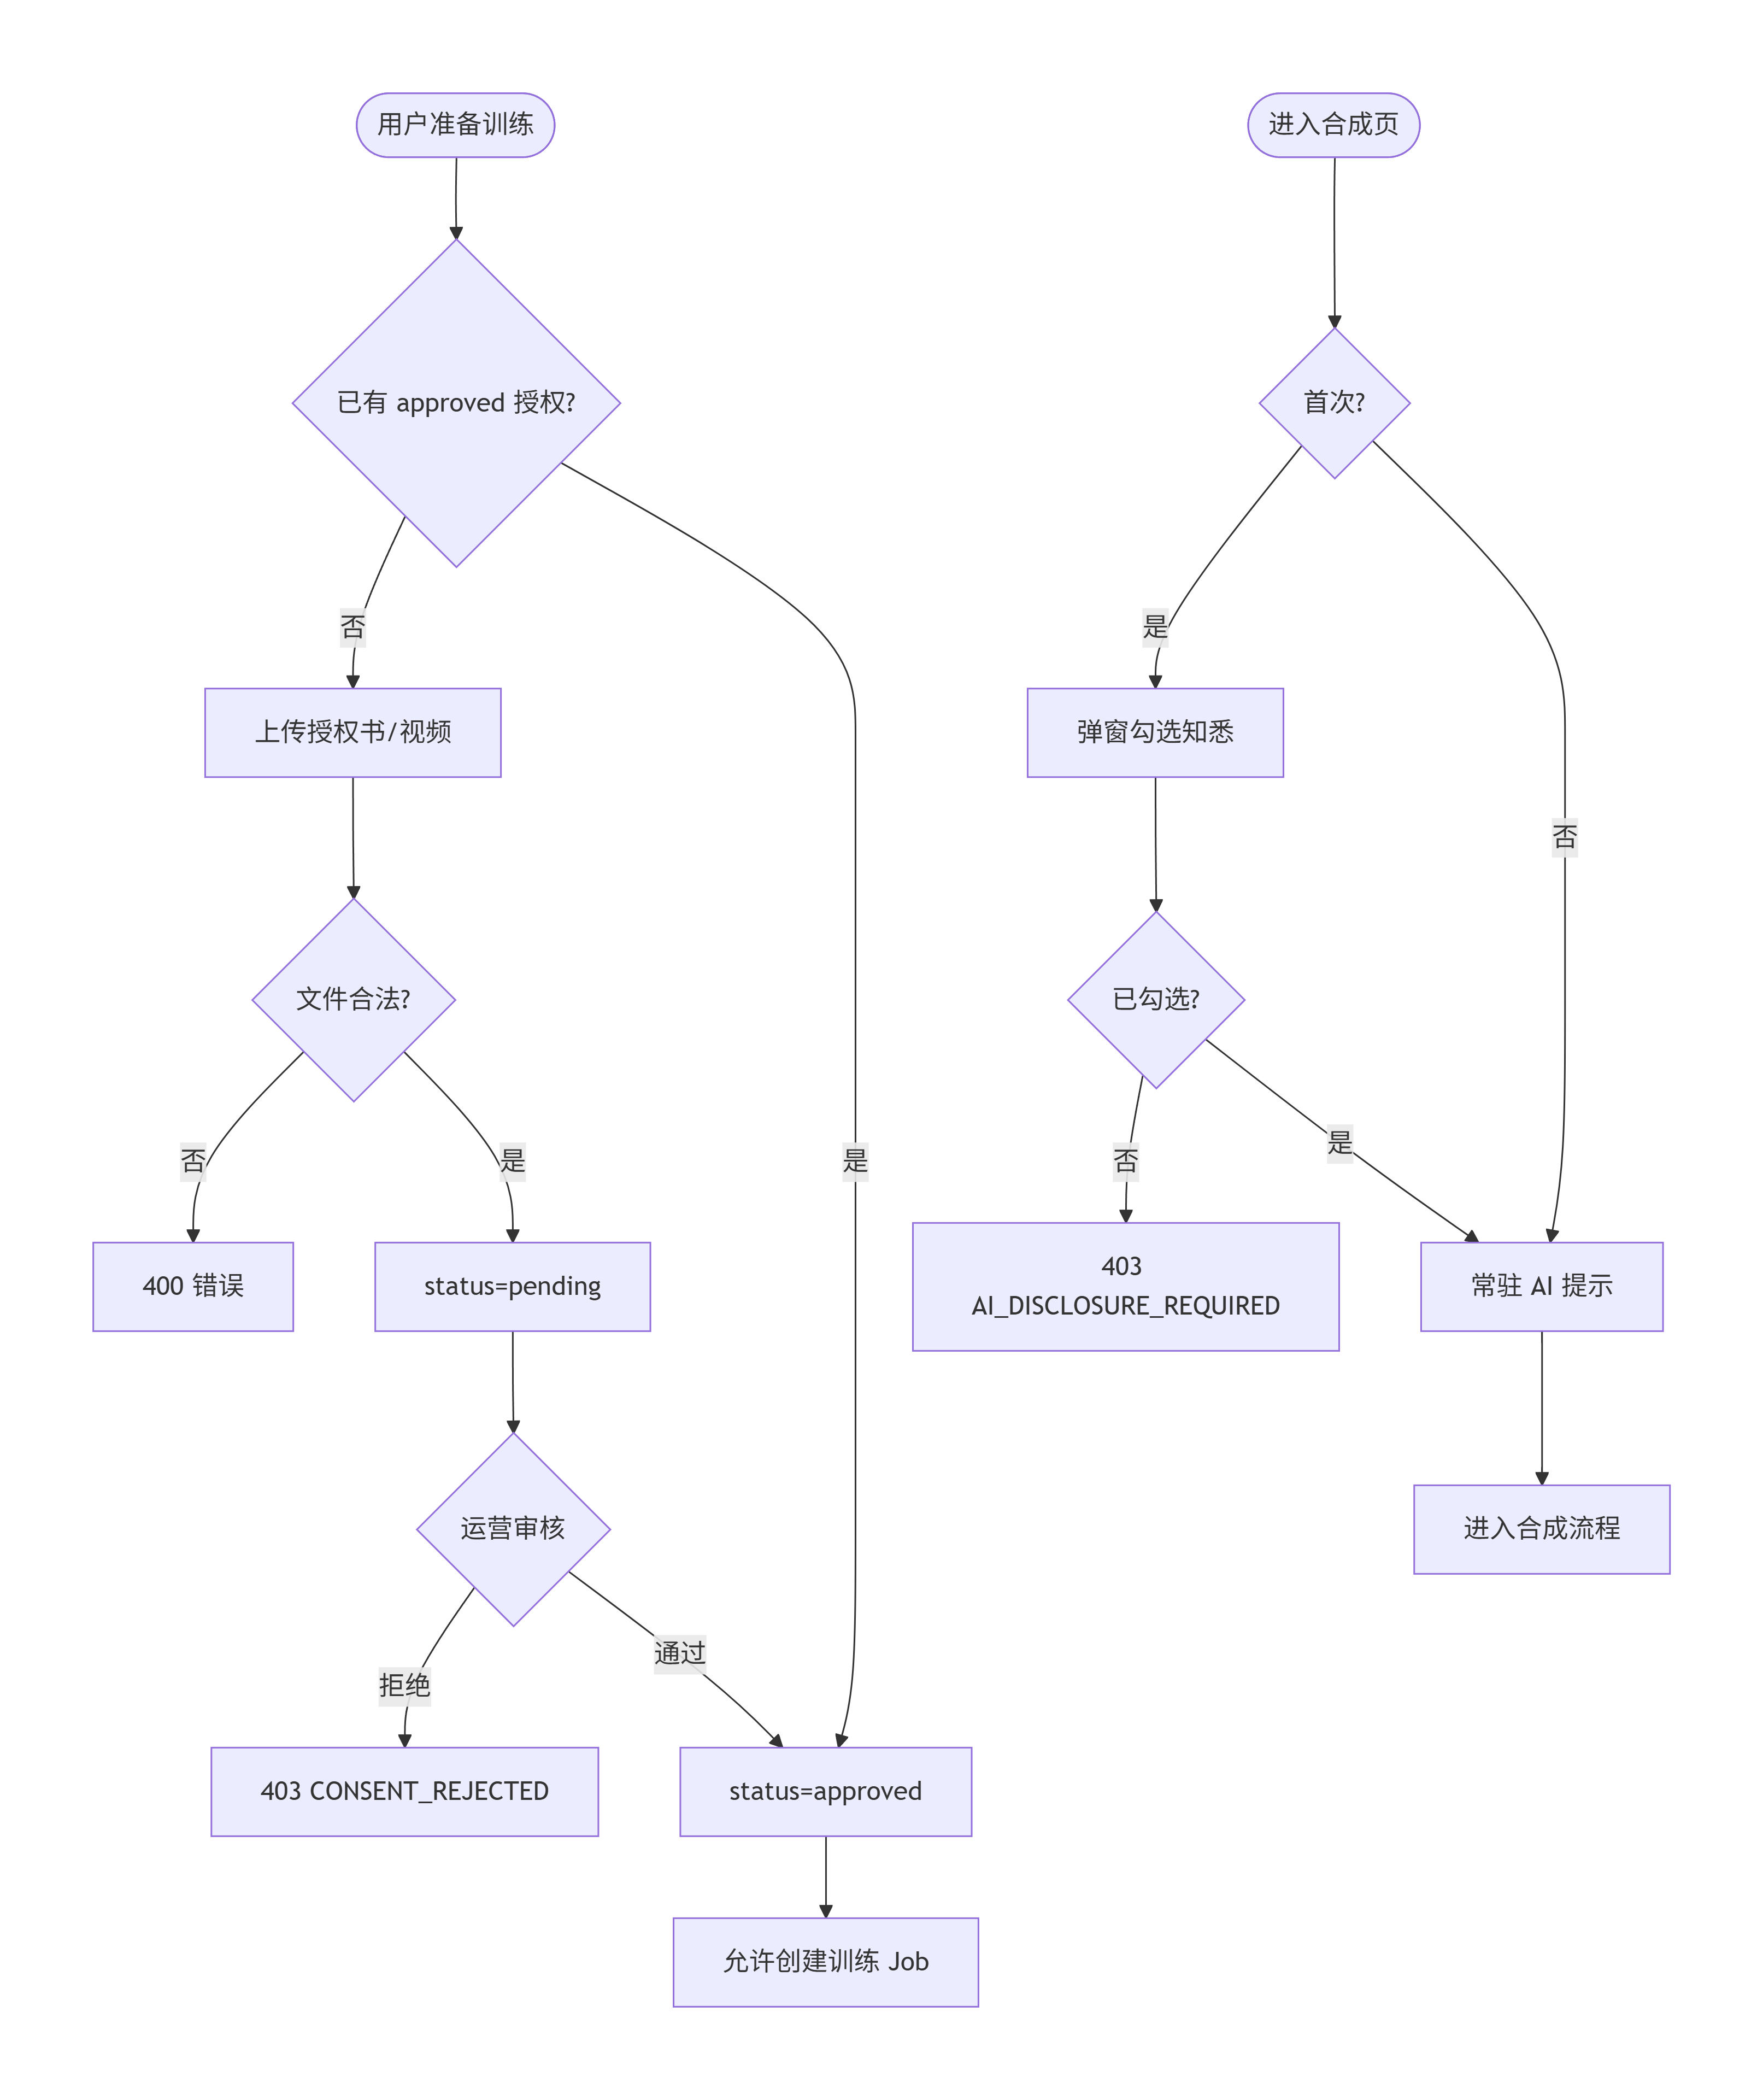 用户准备训练
进入合成页
已有 approved 授权?
首次?
否
是
上传授权书/视频
弹窗勾选知悉
否
文件合法?
已勾选?
否
是
是
否
是
400 错误
status=pending
403
AI_DISCLOSURE_REQUIRED
常驻 AI 提示
运营审核
进入合成流程
拒绝
通过
403 CONSENT_REJECTED
status=approved
允许创建训练 Job